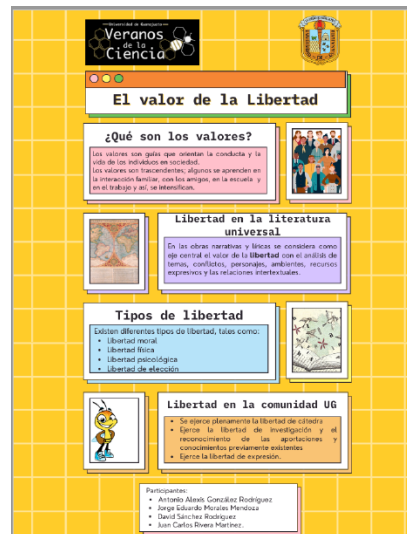 Universidad de Guanajuato
Veranos
de la
Ciencia
El valor de la Libertad
¿Qué son los valores?
Los valores son guías que orientan la conducta y la
vida de los individuos en sociedad.
Los valores son trascendentes; algunos se aprenden en
la interacción familiar, con los amigos, en la escuela y
en el trabajo y así, se intensifican.
Libertad en la literatura
universal
En las obras narrativas y líricas se considera como
eje central el valor de la libertad con el análisis de
temas, conflictos, personajes, ambientes, recursos
expresivos y las relaciones intertextuales.
Tipos de libertad
Existen diferentes tipos de libertad, tales como:
• Libertad moral
• Libertad física
• Libertad psicológica
• Libertad de elección
Libertad en la comunidad UG
• Se ejerce plenamente la libertad de cátedra
• Ejerce la libertad de investigación y el
reconocimiento de las aportaciones y
conocimientos previamente existentes
• Ejerce la libertad de expresión.
Participantes:
• Antonio Alexis González Rodríguez
• Jorge Eduardo Morales Mendoza
• David Sánchez Rodríguez
• Juan Carlos Rivera Martínez.